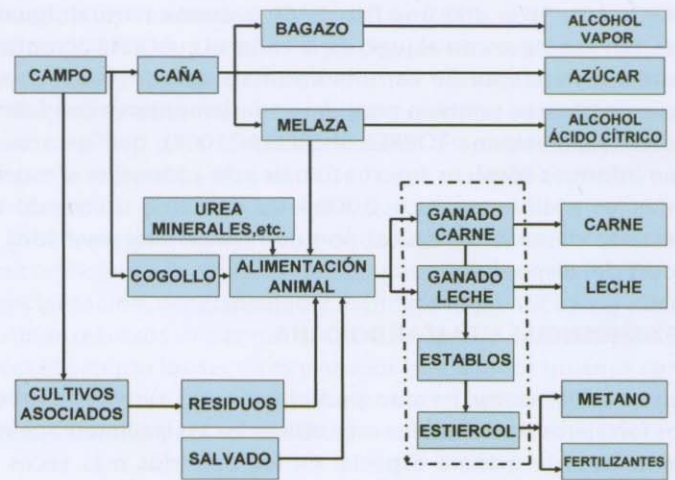 BAGAZO
ALCOHOL
VAPOR
CAMPO
CAÑA
AZÚCAR
MELAZA
ALCOHOL
ÁCIDO CÍTRICO
UREA
MINERALES,etc.
GANADO
CARNE
CARNE
COGOLLO
ALIMENTACIÓN
ANIMAL
GANADO
LECHE
LECHE
ESTABLOS
CULTIVOS
ASOCIADOS
RESIDUOS
METANO
ESTIERCOL
SALVADO
FERTILIZANTES